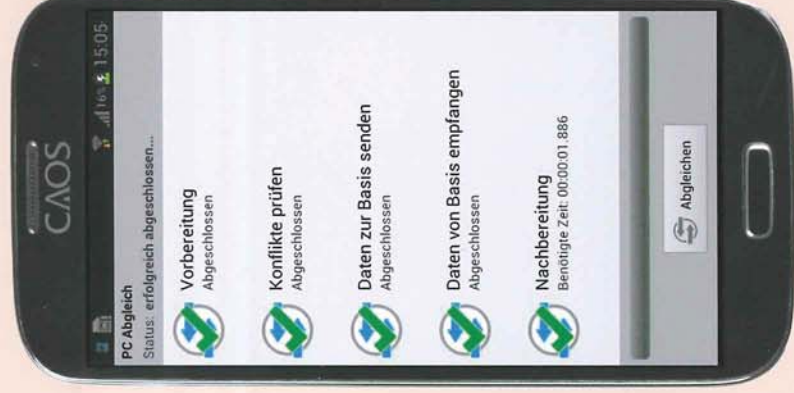 CAOS
16% 15:05
PC Abgleich
Status: erfolgreich abgeschlossen...
Vorbereitung
Abgeschlossen
Konflikte prüfen
Abgeschlossen
Daten zur Basis senden
Abgeschlossen
Daten von Basis empfangen
Abgeschlossen
Nachbereitung
Benötigte Zeit: 00:00:01.886
Abgleichen